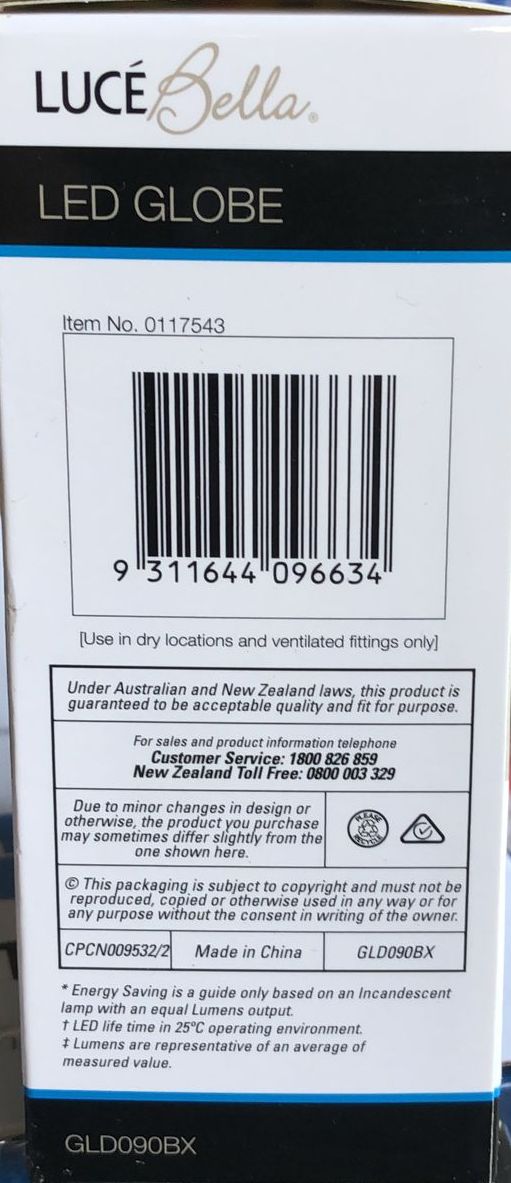 LUCÉ Bella®
LED GLOBE
Item No. 0117543
9 311644 096634
[Use in dry locations and ventilated fittings only]
Under Australian and New Zealand laws, this product is
guaranteed to be acceptable quality and fit for purpose.
For sales and product information telephone
Customer Service: 1800 826 859
New Zealand Toll Free: 0800 003 329
Due to minor changes in design or
otherwise, the product you purchase
may sometimes differ slightly from the
one shown here.
PLEASE
RECYCLE
© This packaging is subject to copyright and must not be
reproduced, copied or otherwise used in any way or for
any purpose without the consent in writing of the owner.
CPCN009532/2 Made in China GLD090BX
* Energy Saving is a guide only based on an Incandescent
lamp with an equal Lumens output.
† LED life time in 25°C operating environment.
‡ Lumens are representative of an average of
measured value.
GLD090BX